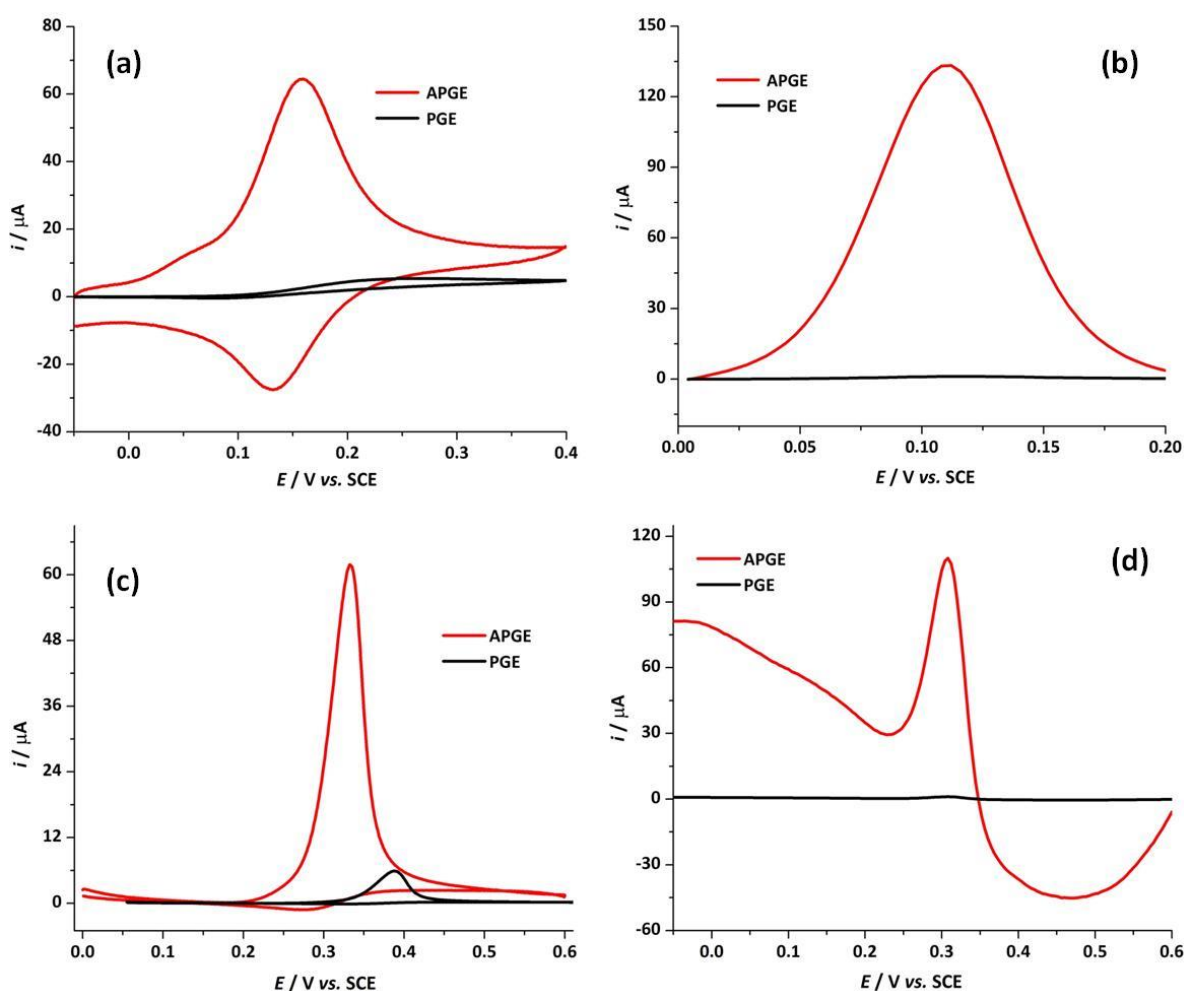 (a)
APGE
PGE
i / μA
80
60
40
20
0
-20
-40
0.0 0.1 0.2 0.3 0.4
E / V vs. SCE
(b)
APGE
PGE
i / μA
150
120
90
60
30
0
0.00 0.05 0.10 0.15 0.20
E / V vs. SCE
(c)
APGE
PGE
i / μA
60
48
36
24
12
0
0.0 0.1 0.2 0.3 0.4 0.5 0.6
E / V vs. SCE
(d)
APGE
PGE
i / μA
120
90
60
30
0
-30
-60
0.0 0.1 0.2 0.3 0.4 0.5 0.6
E / V vs. SCE